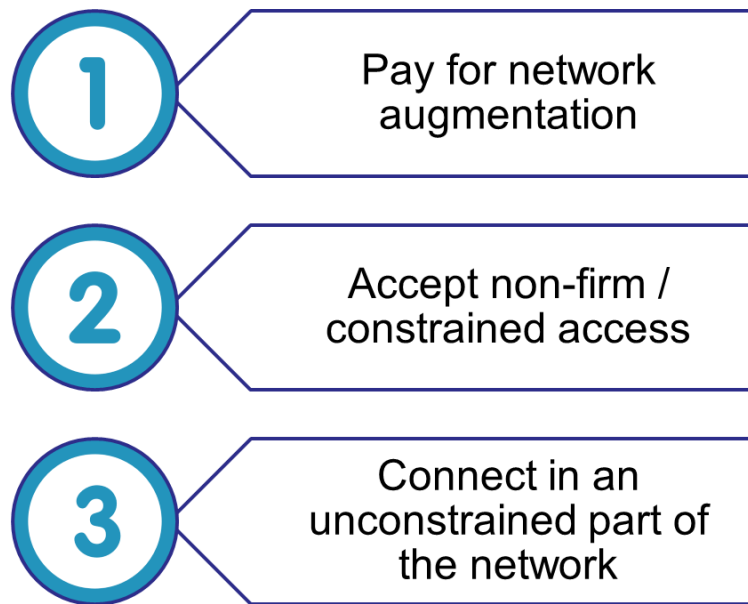 1
Pay for network
augmentation
2
Accept non-firm /
constrained access
3
Connect in an
unconstrained part of
the network